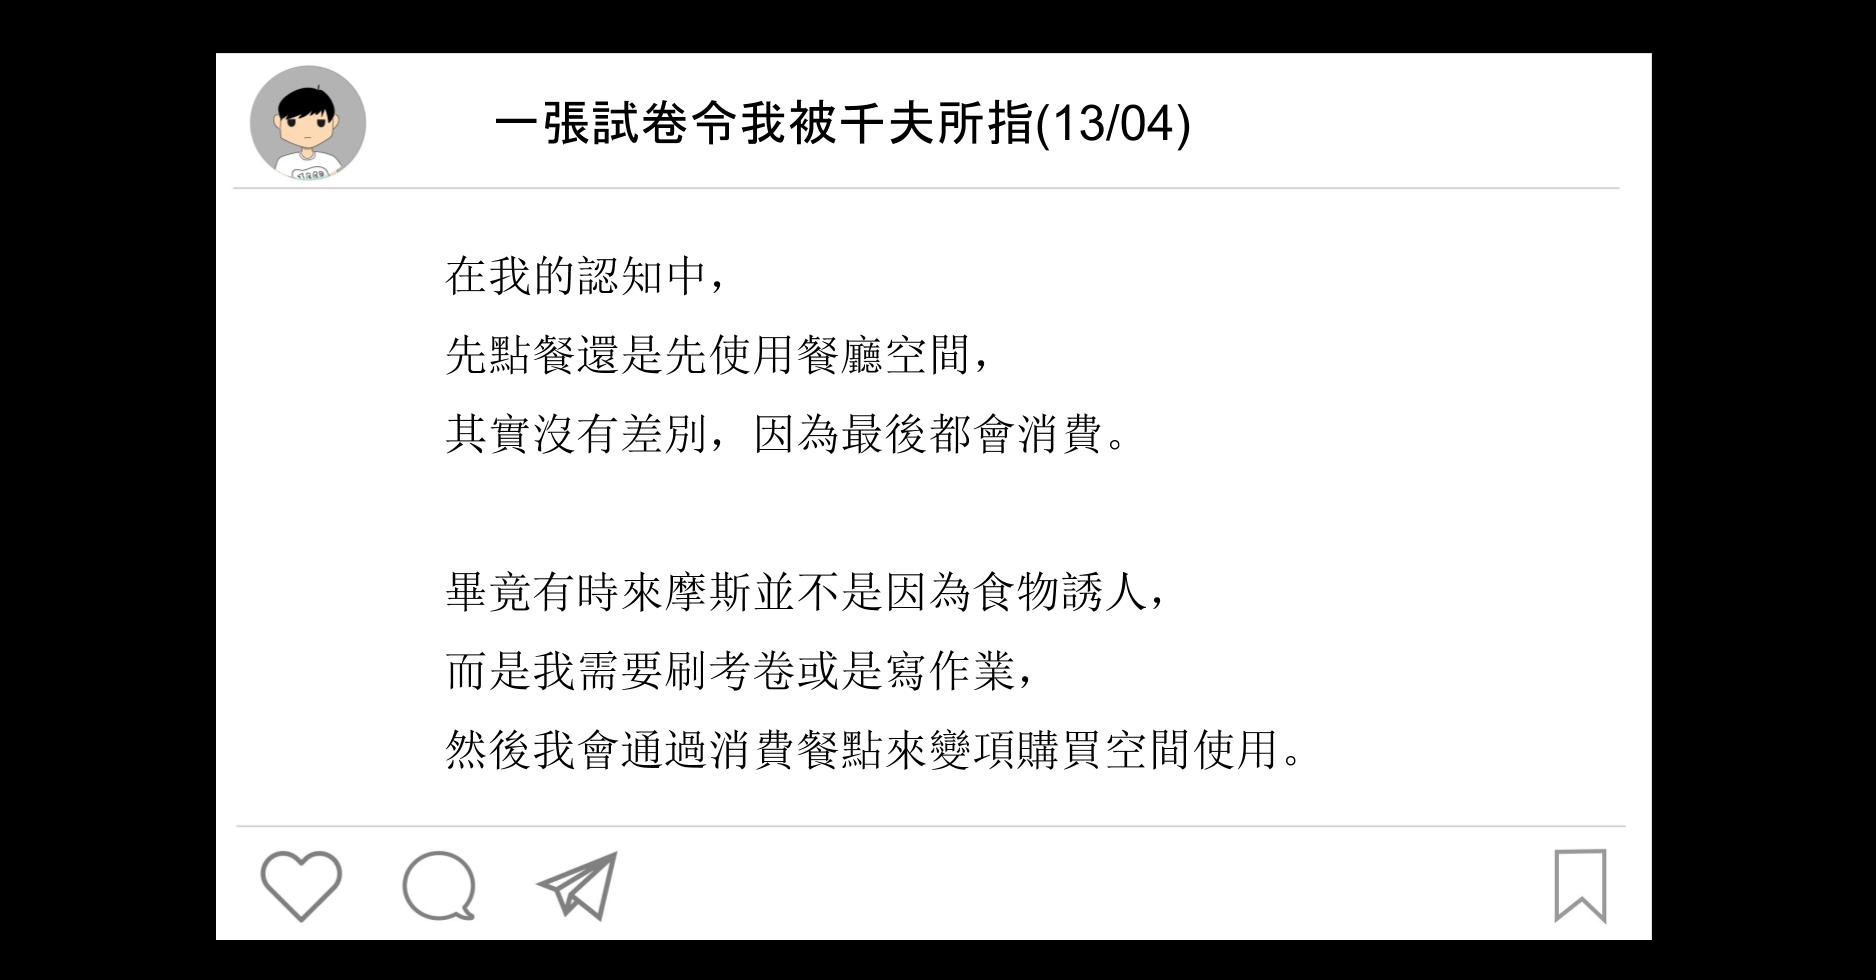 一張試卷令我被千夫所指(13/04)
在我的認知中，
先點餐還是先使用餐廳空間，
其實沒有差別，因為最後都會消費。
畢竟有時來摩斯並不是因為食物誘人，
而是我需要刷考卷或是寫作業，
然後我會通過消費餐點來變項購買空間使用。